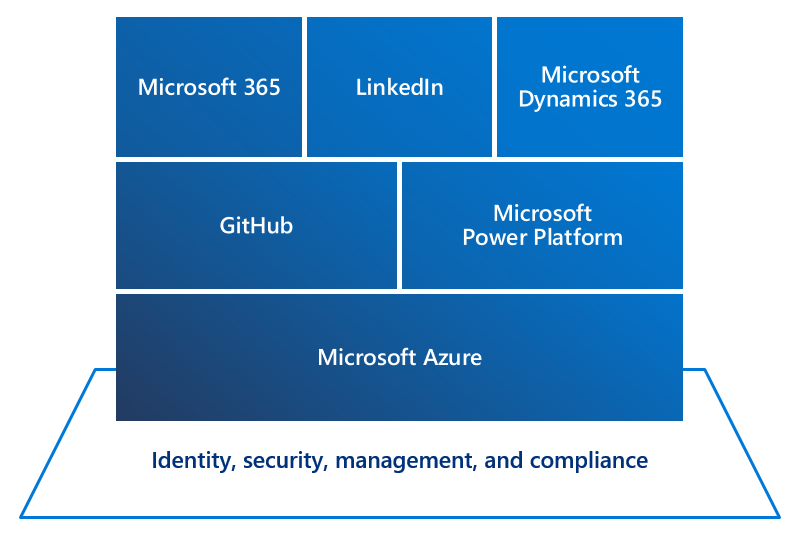 Microsoft 365
LinkedIn
Microsoft
Dynamics 365
GitHub
Microsoft
Power Platform
Microsoft Azure
Identity, security, management, and compliance